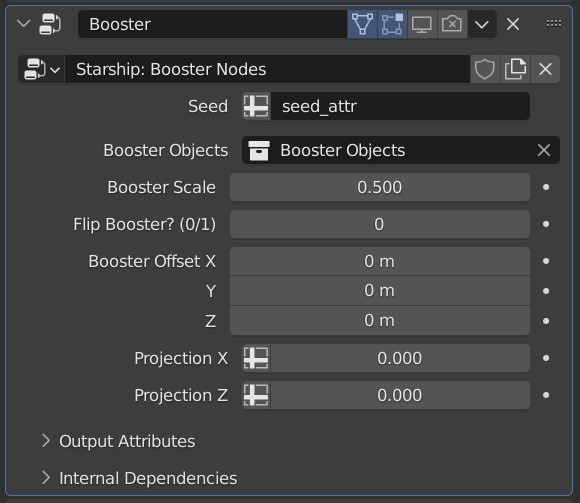 Booster
Starship: Booster Nodes
Seed seed_attr
Booster Objects Booster Objects
Booster Scale 0.500
Flip Booster? (0/1) 0
Booster Offset X 0 m
Y 0 m
Z 0 m
Projection X 0.000
Projection Z 0.000
Output Attributes
Internal Dependencies